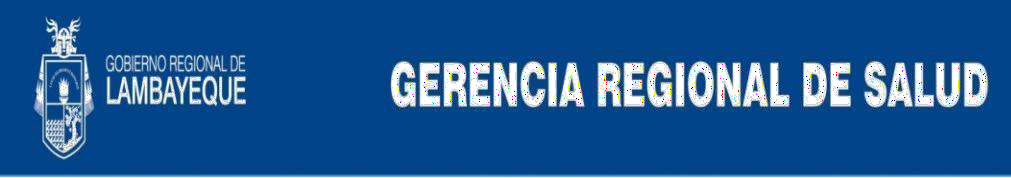 GOBIERNO REGIONAL DE
LAMBAYEQUE
GERENCIA REGIONAL DE SALUD